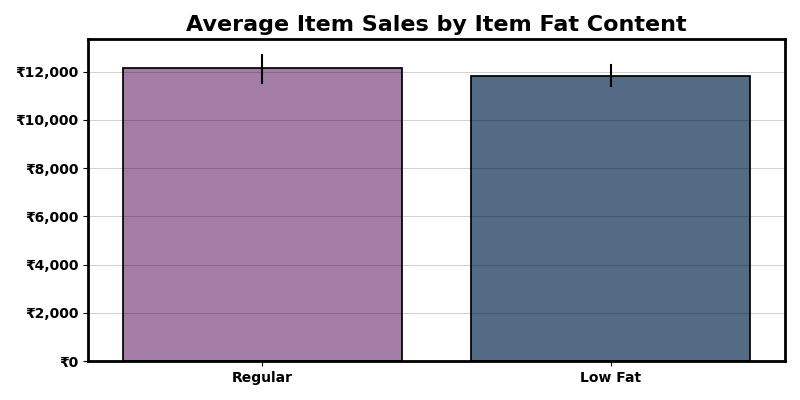 Average Item Sales by Item Fat Content
₹12,000
₹10,000
₹8,000
₹6,000
₹4,000
₹2,000
₹0
Regular
Low Fat